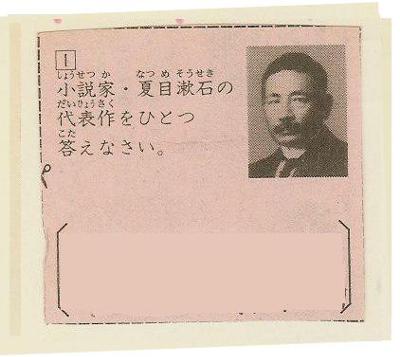 1
しょうせつ か なつ め そうせき
小説家・夏目漱石の
だいひょうさく
代表作をひとつ
こた
答えなさい。